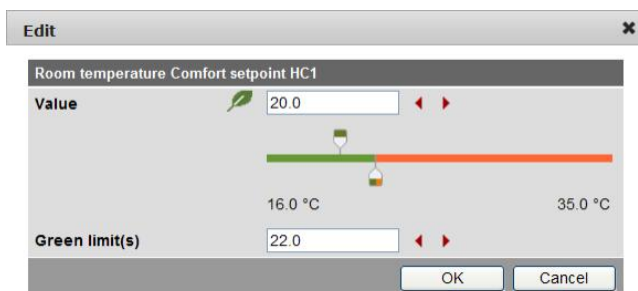 Edit
Room temperature Comfort setpoint HC1
Value 20.0
16.0 °C 35.0 °C
Green limit(s) 22.0
OK Cancel